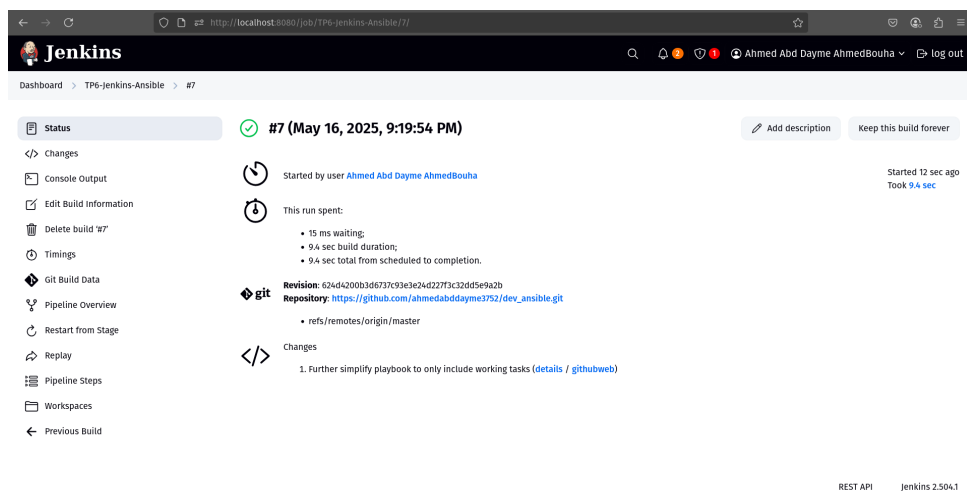 http://localhost:8080/job/TP6-Jenkins-Ansible/7/
Jenkins
2
1
Ahmed Abd Dayme AhmedBouha
log out
Dashboard > TP6-Jenkins-Ansible > #7
Status
Changes
Console Output
Edit Build Information
Delete build '#7'
Timings
Git Build Data
Pipeline Overview
Restart from Stage
Replay
Pipeline Steps
Workspaces
Previous Build
#7 (May 16, 2025, 9:19:54 PM)
Add description
Keep this build forever
Started by user Ahmed Abd Dayme AhmedBouha
Started 12 sec ago
Took 9.4 sec
This run spent:
• 15 ms waiting;
• 9.4 sec build duration;
• 9.4 sec total from scheduled to completion.
git
Revision: 624d4200b3d6737c93e3e24d227f3c32dd5e9a2b
Repository: https://github.com/ahmedabddayme3752/dev_ansible.git
• refs/remotes/origin/master
Changes
1. Further simplify playbook to only include working tasks (details / githubweb)
REST API
Jenkins 2.504.1